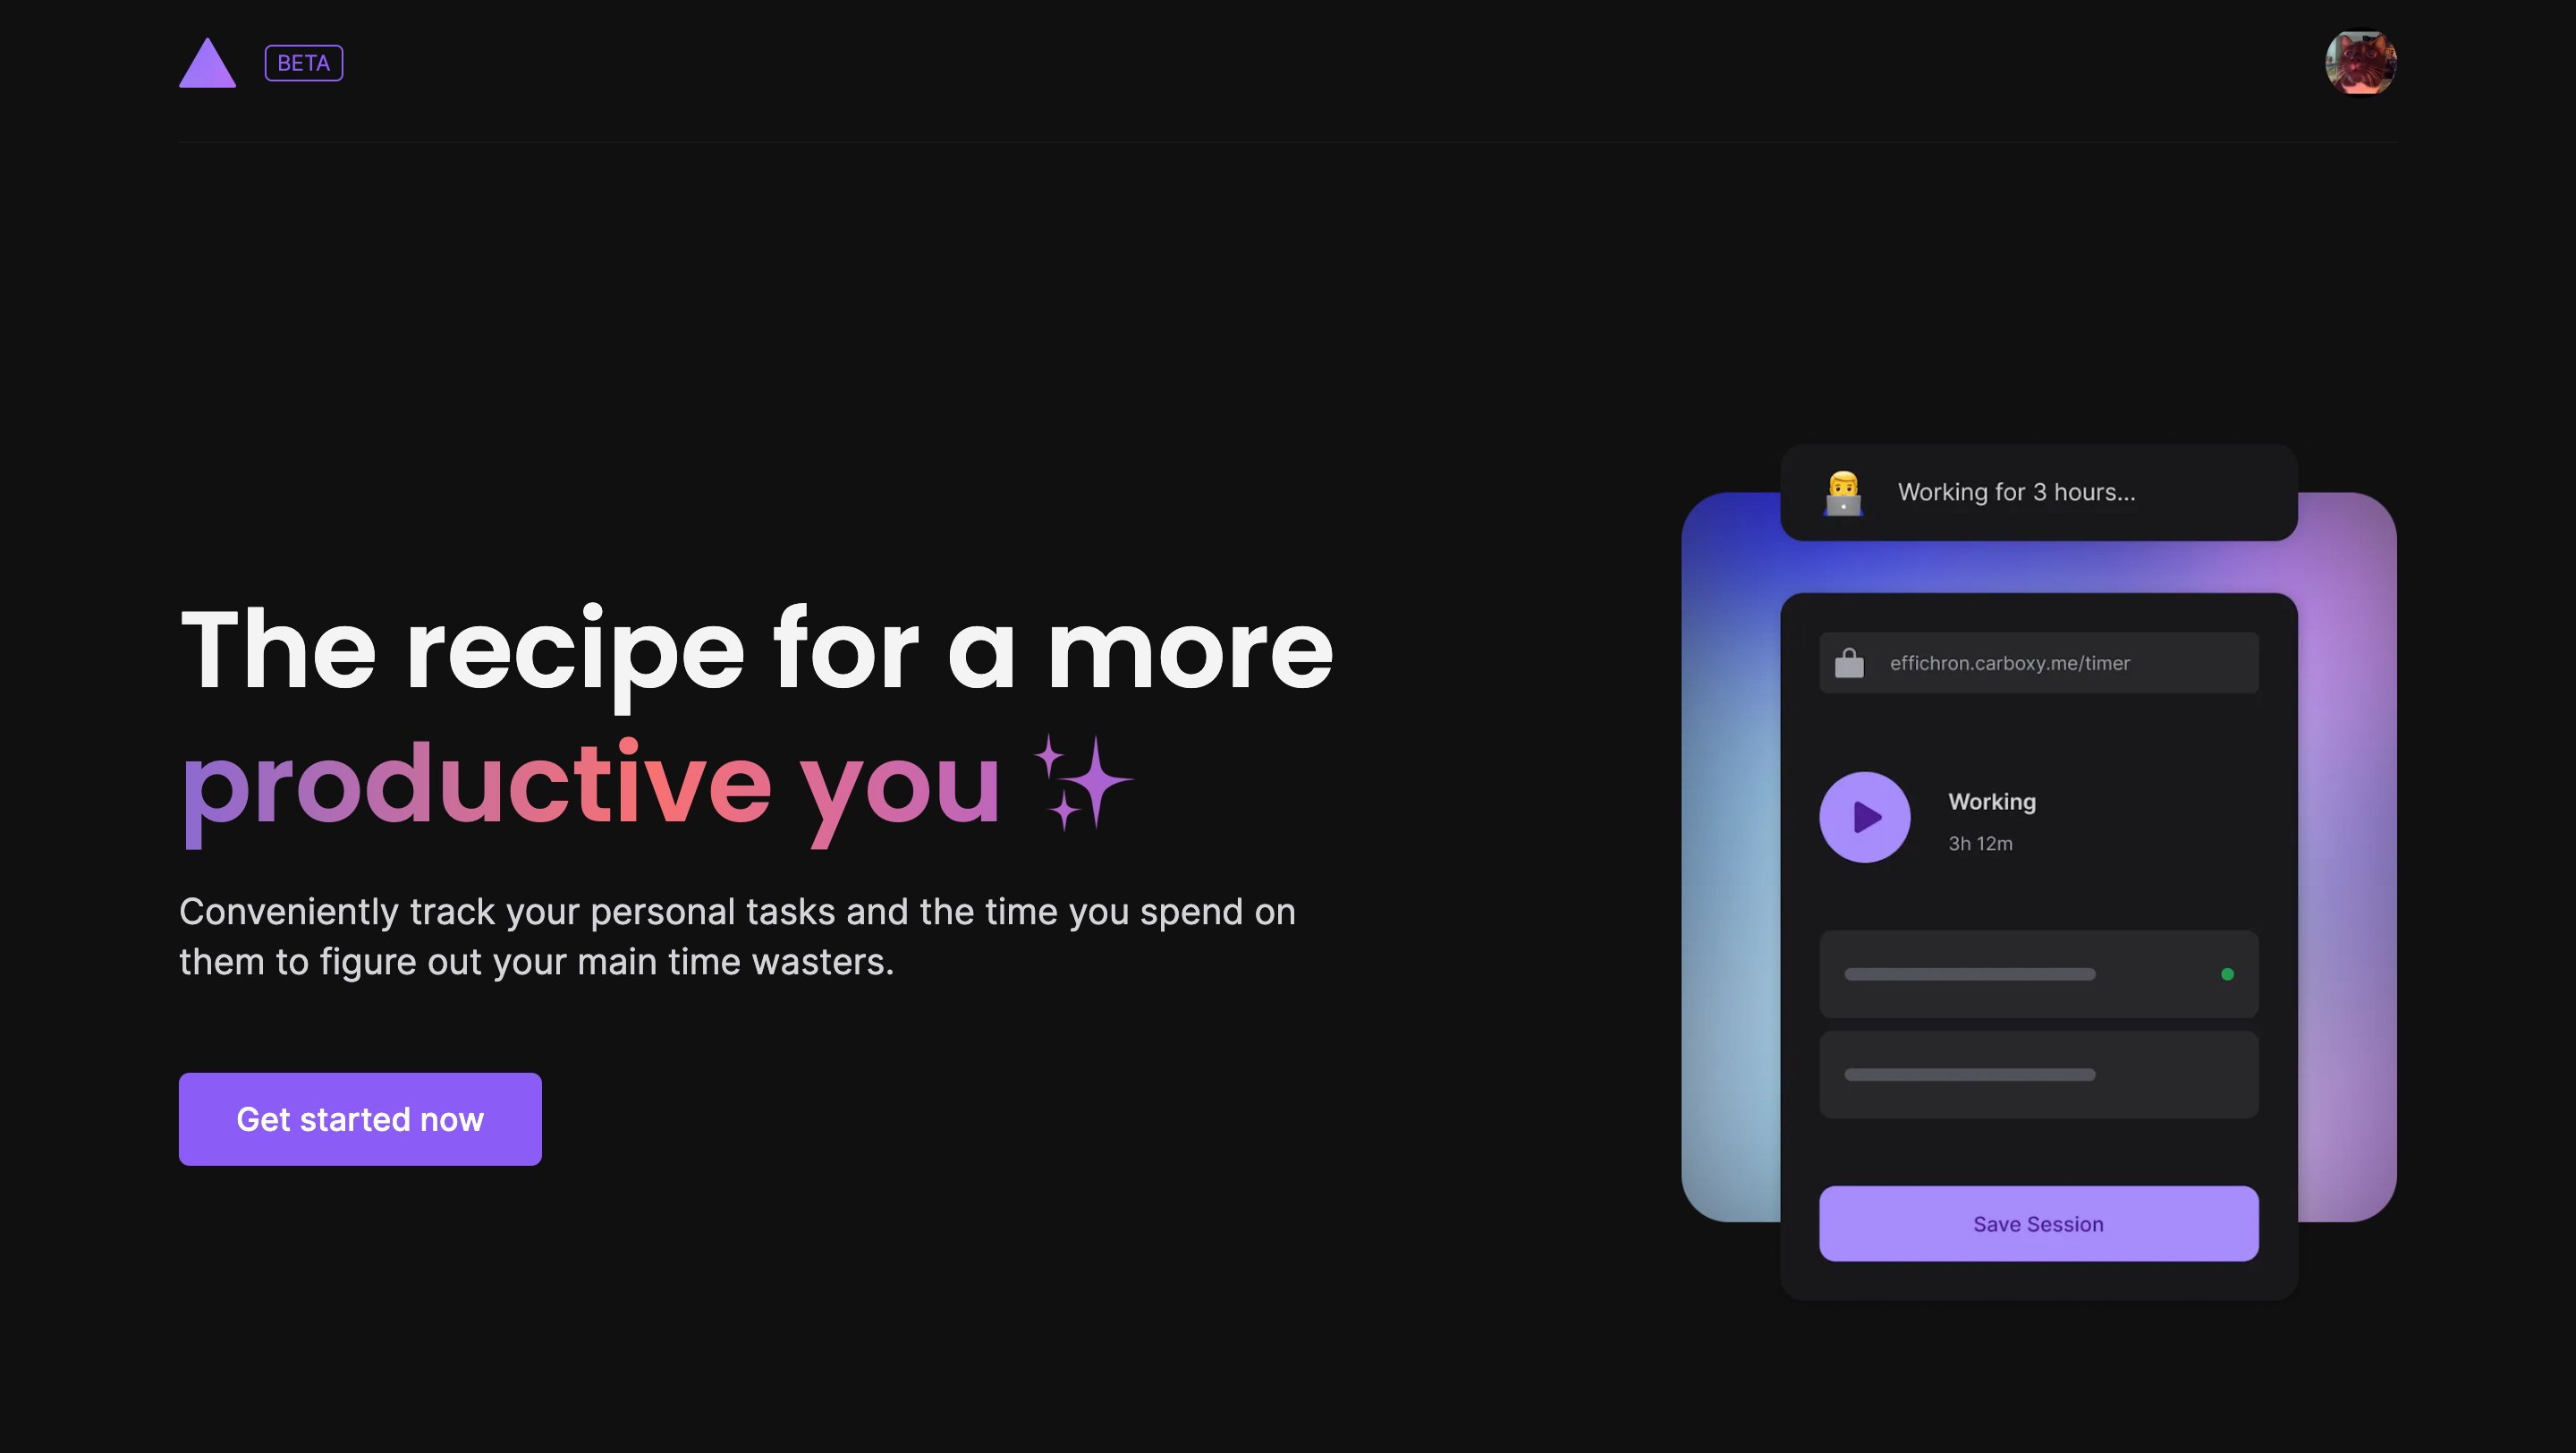 BETA
The recipe for a more
productive you
Conveniently track your personal tasks and the time you spend on
them to figure out your main time wasters.
Get started now
Working for 3 hours...
effichron.carboxy.me/timer
Working
3h 12m
Save Session